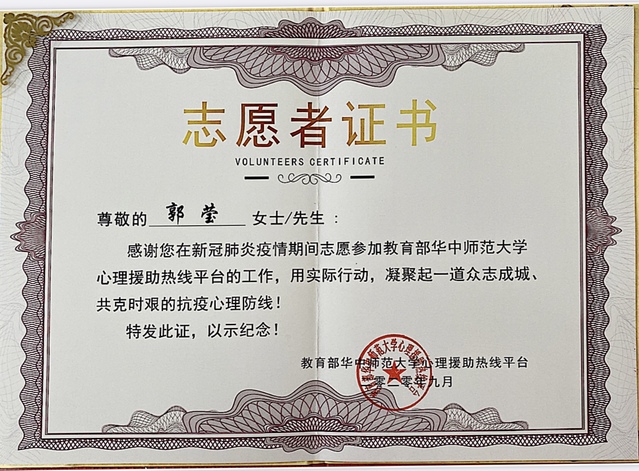 志愿者证书
VOLUNTEERS CERTIFICATE
尊敬的 郭莹 女士/先生：
感谢您在新冠肺炎疫情期间志愿参加教育部华中师范大学
心理援助热线平台的工作，用实际行动，凝聚起一道众志成城、
共克时艰的抗疫心理防线！
特发此证，以示纪念！
教育部华中师范大学心理援助热线平台
二零二零年九月